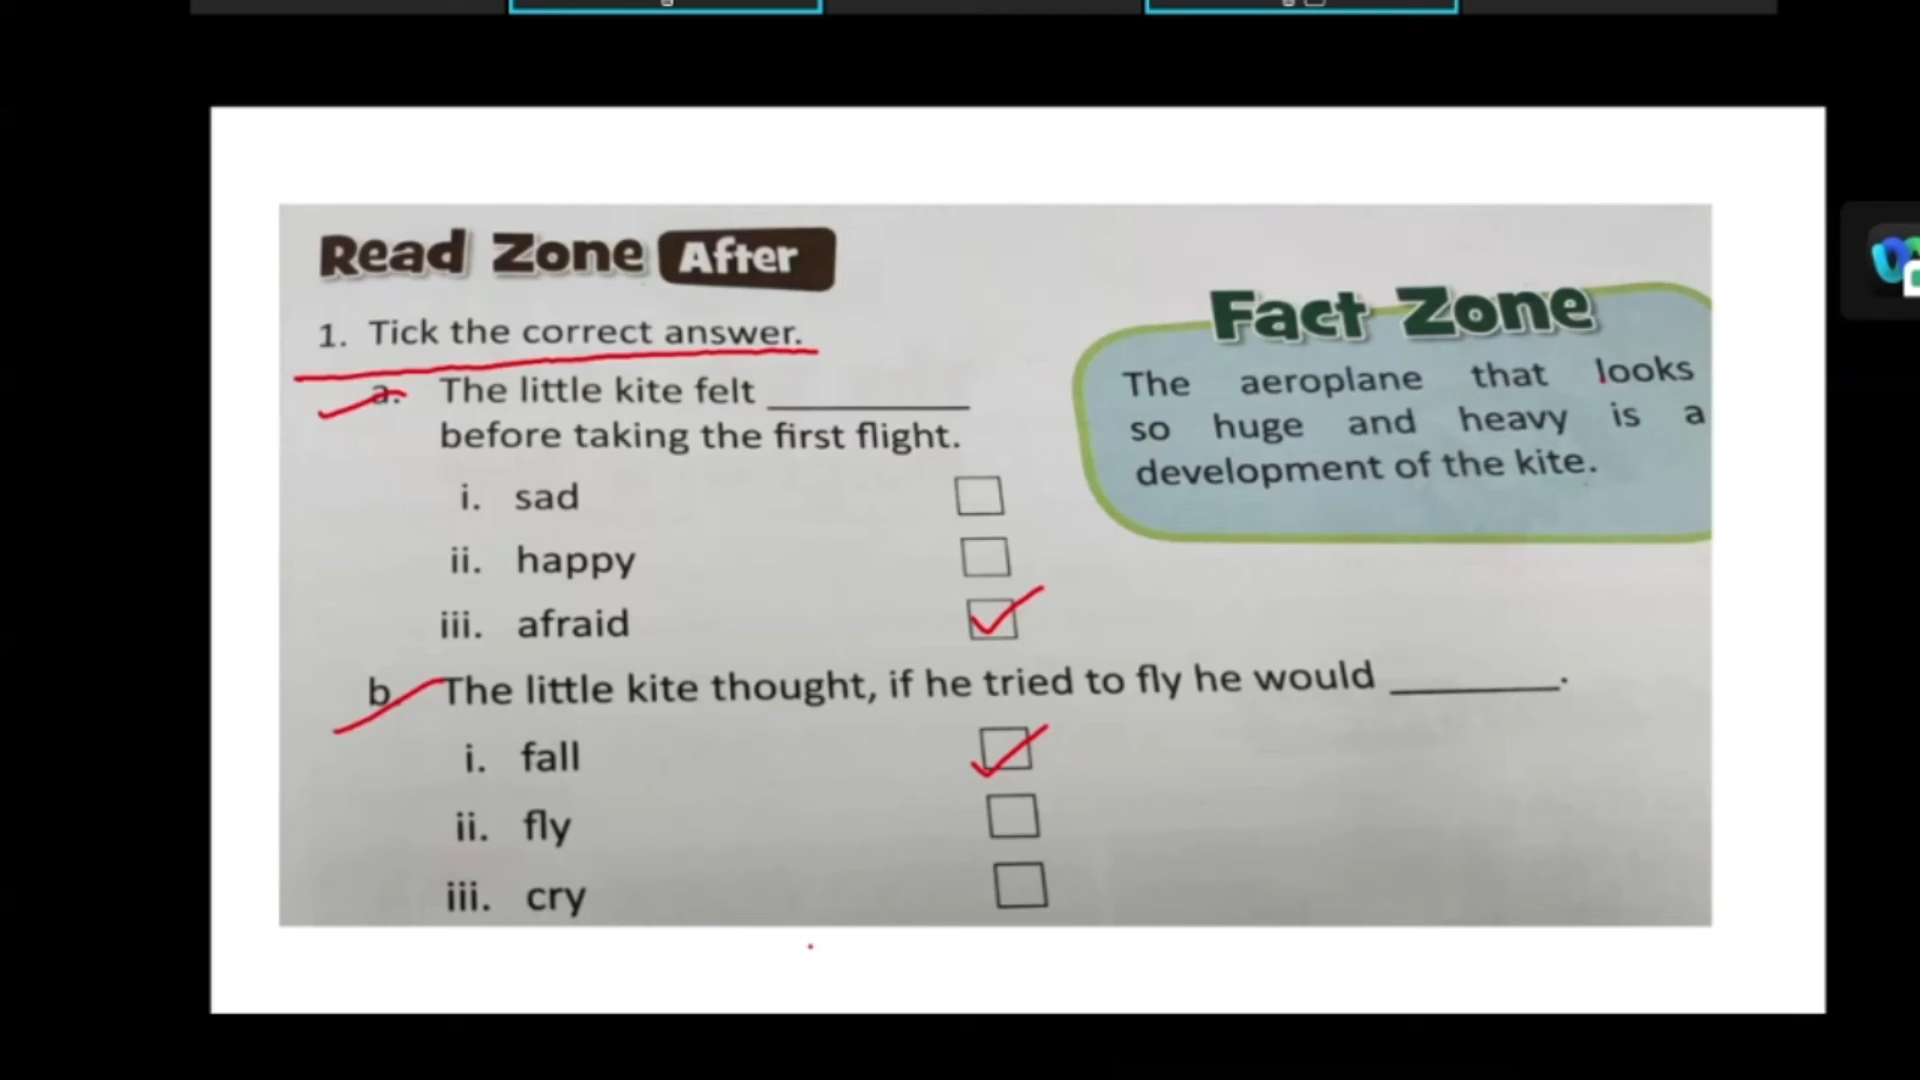 Read Zone After
1. Tick the correct answer.
a. The little kite felt __________
before taking the first flight.
i. sad
ii. happy
iii. afraid
b. The little kite thought, if he tried to fly he would ________.
i. fall
ii. fly
iii. cry
Fact Zone
The aeroplane that looks
so huge and heavy is a
development of the kite.